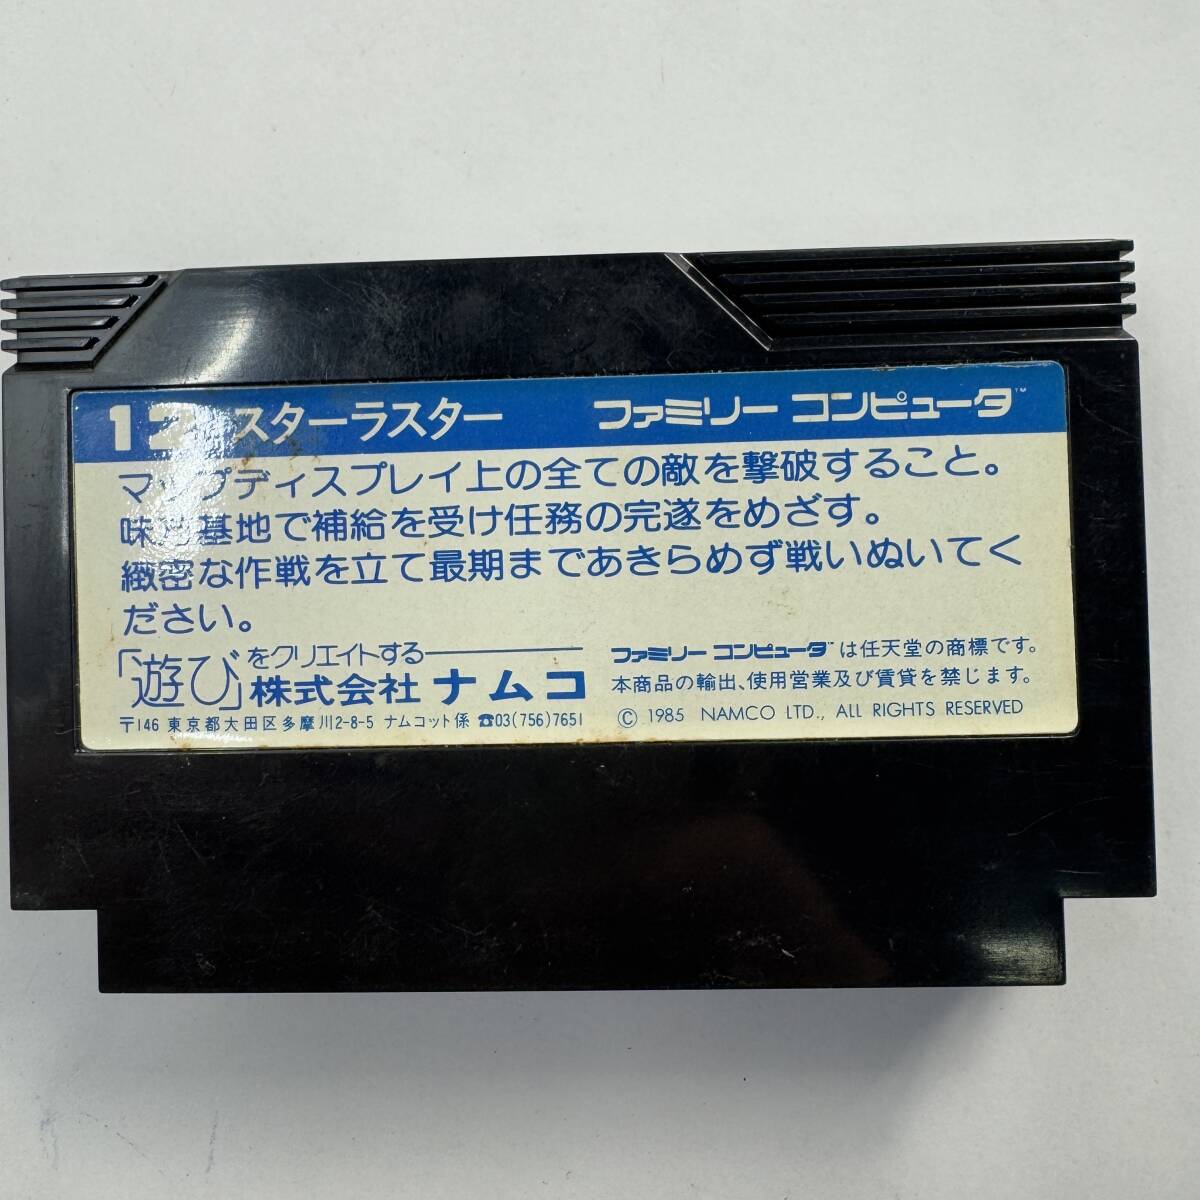 12 スターラスター ファミリー コンピュータ™
マップディスプレイ上の全ての敵を撃破すること。
味方基地で補給を受け任務の完遂をめざす。
緻密な作戦を立て最期まであきらめず戦いぬいてく
ださい。
「遊び」をクリエイトする
株式会社 ナムコ
〒146 東京都大田区多摩川2-8-5 ナムコット係 ☎03(756)7651
ファミリー コンピュータ™は任天堂の商標です。
本商品の輸出、使用営業及び賃貸を禁じます。
© 1985 NAMCO LTD., ALL RIGHTS RESERVED